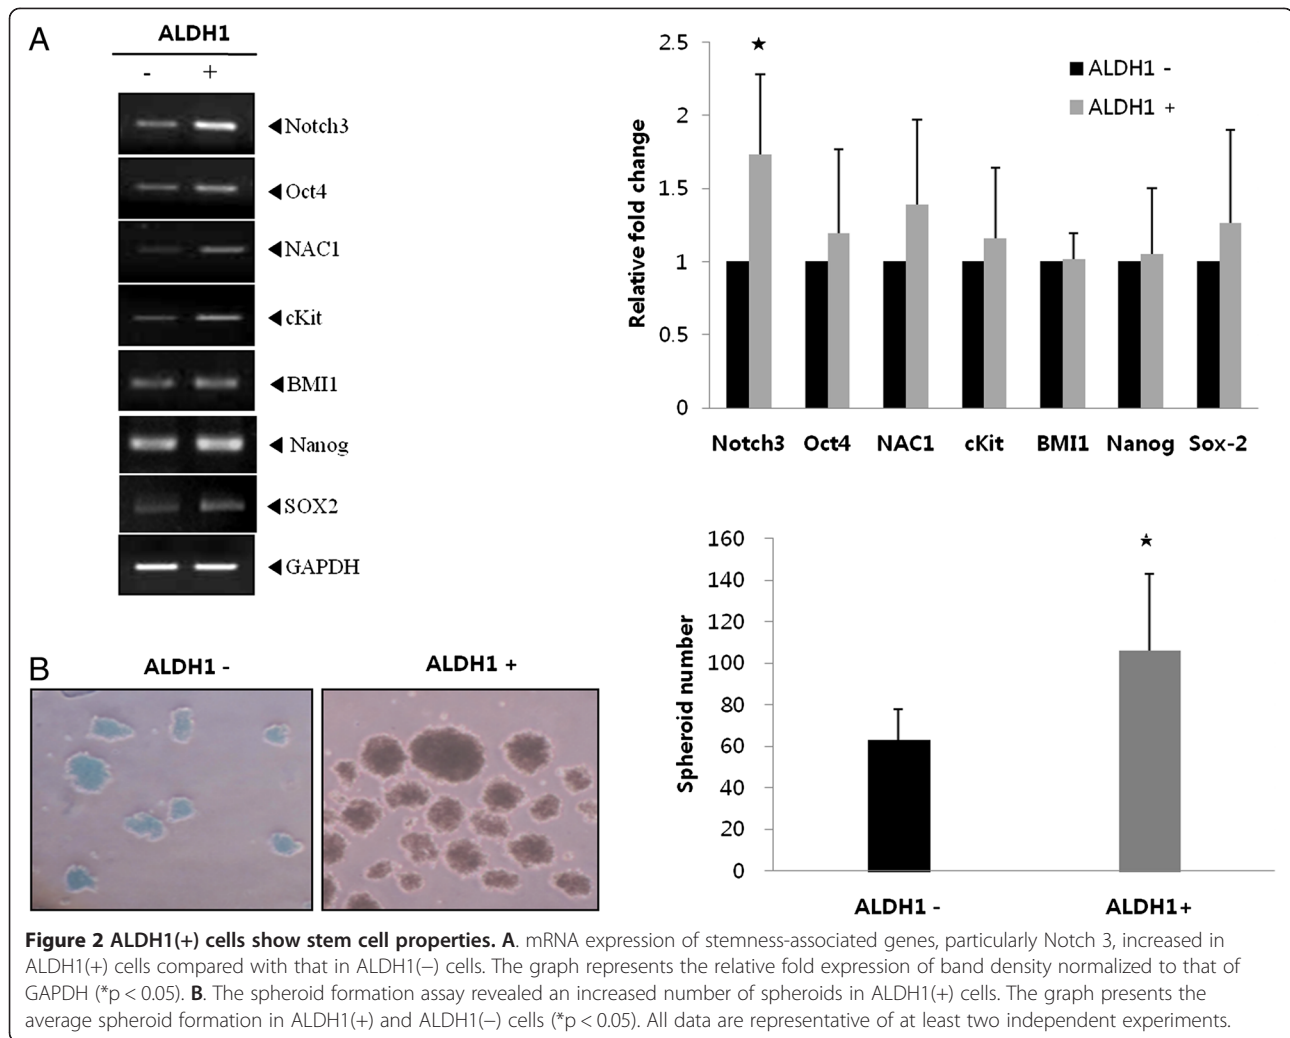 A
ALDH1
- +
◄Notch3
◄Oct4
◄NAC1
◄cKit
◄BMI1
◄Nanog
◄SOX2
◄GAPDH
2.5
2
1.5
1
0.5
0
Relative fold change
★
ALDH1 -
ALDH1 +
Notch3 Oct4 NAC1 cKit BMI1 Nanog Sox-2
B
ALDH1 - ALDH1 +
160
140
120
100
80
60
40
20
0
Spheroid number
★
ALDH1 - ALDH1+
Figure 2 ALDH1(+) cells show stem cell properties. A. mRNA expression of stemness-associated genes, particularly Notch 3, increased in
ALDH1(+) cells compared with that in ALDH1(−) cells. The graph represents the relative fold expression of band density normalized to that of
GAPDH (*p < 0.05). B. The spheroid formation assay revealed an increased number of spheroids in ALDH1(+) cells. The graph presents the
average spheroid formation in ALDH1(+) and ALDH1(−) cells (*p < 0.05). All data are representative of at least two independent experiments.